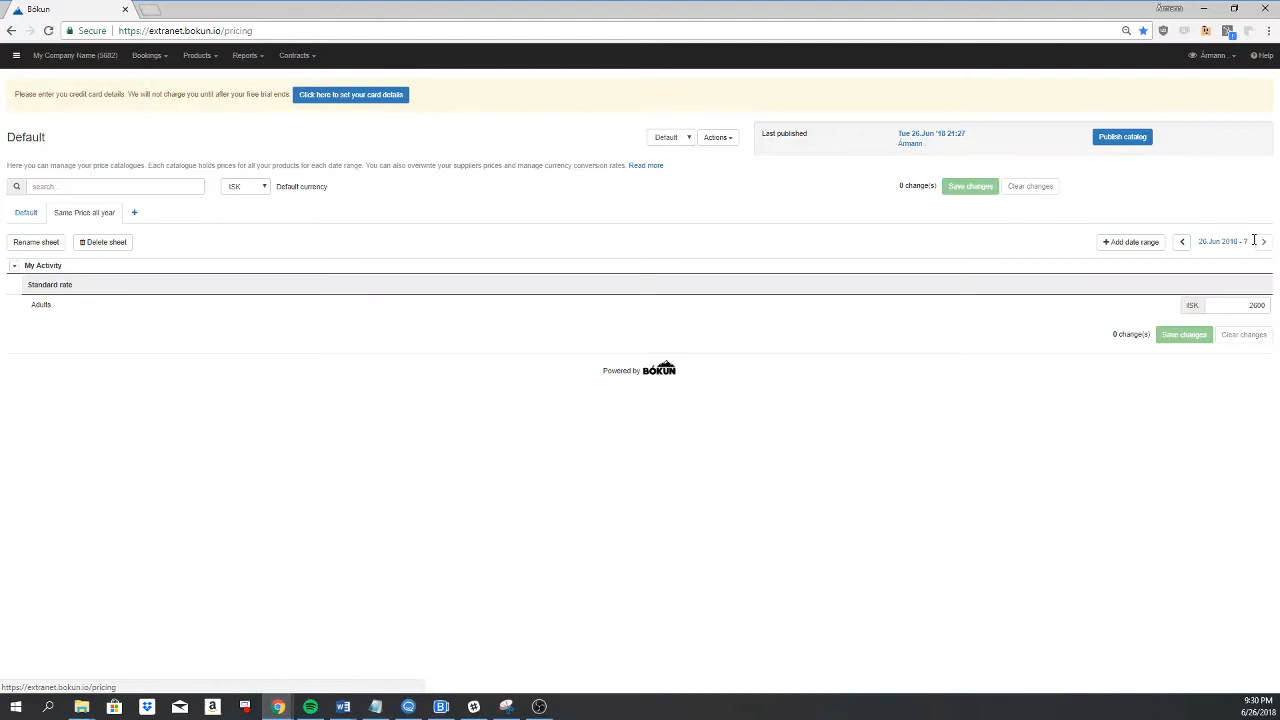 Bókun
Ármann
Secure
https://extranet.bokun.io/pricing
My Company Name (5682) Bookings Products Reports Contracts Ármann . Help
Please enter you credit card details. We will not charge you until after your free trial ends. Click here to set your card details
Default
Default Actions
Last published Tue 26.Jun '18 21:27 Publish catalog
Ármann .
Here you can manage your price catalogues. Each catalogue holds prices for all your products for each date range. You can also overwrite your suppliers prices and manage currency conversion rates. Read more
search... ISK Default currency 0 change(s) Save changes Clear changes
Default Same Price all year +
Rename sheet Delete sheet + Add date range 26.Jun 2018 - ?
My Activity
Standard rate
Adults ISK 2600
0 change(s) Save changes Clear changes
Powered by BÓKUN
https://extranet.bokun.io/pricing
9:30 PM
6/26/2018